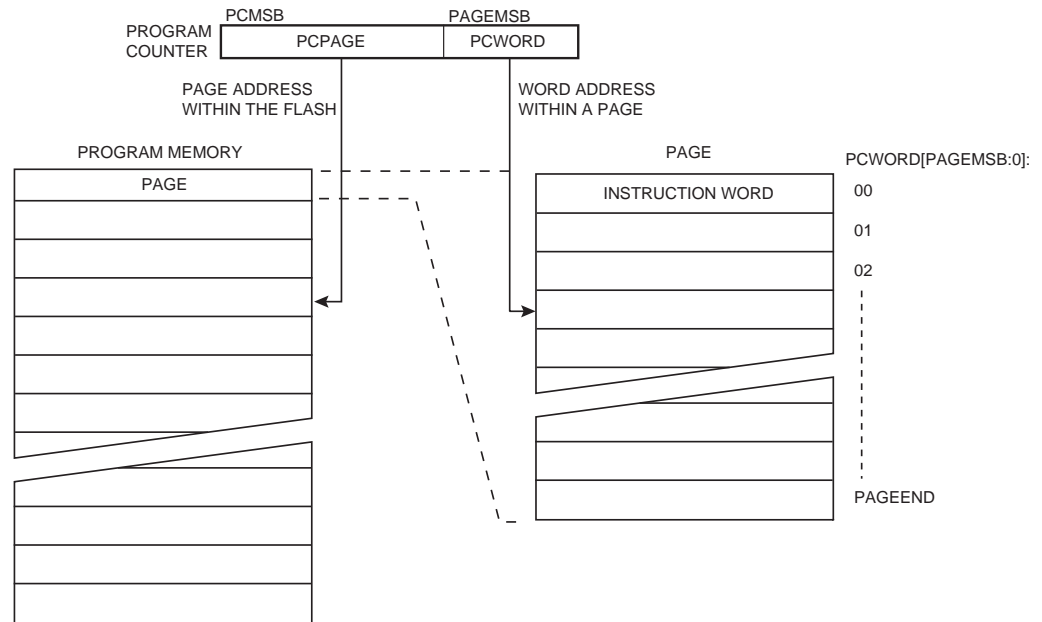 PCMSB
PAGEMSB
PROGRAM
COUNTER
PCPAGE
PCWORD
PAGE ADDRESS
WITHIN THE FLASH
WORD ADDRESS
WITHIN A PAGE
PROGRAM MEMORY
PAGE
PAGE
PCWORD[PAGEMSB:0]:
INSTRUCTION WORD
00
01
02
PAGEEND